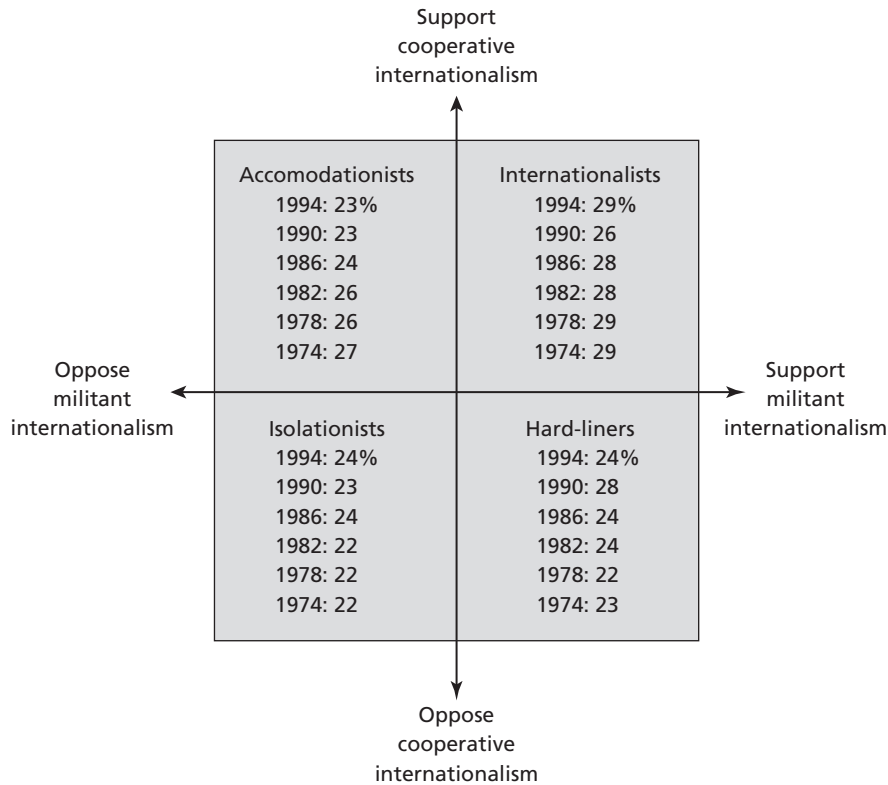 Support
cooperative
internationalism
Accomodationists
1994: 23%
1990: 23
1986: 24
1982: 26
1978: 26
1974: 27
Internationalists
1994: 29%
1990: 26
1986: 28
1982: 28
1978: 29
1974: 29
Oppose
militant
internationalism
Support
militant
internationalism
Isolationists
1994: 24%
1990: 23
1986: 24
1982: 22
1978: 22
1974: 22
Hard-liners
1994: 24%
1990: 28
1986: 24
1982: 24
1978: 22
1974: 23
Oppose
cooperative
internationalism